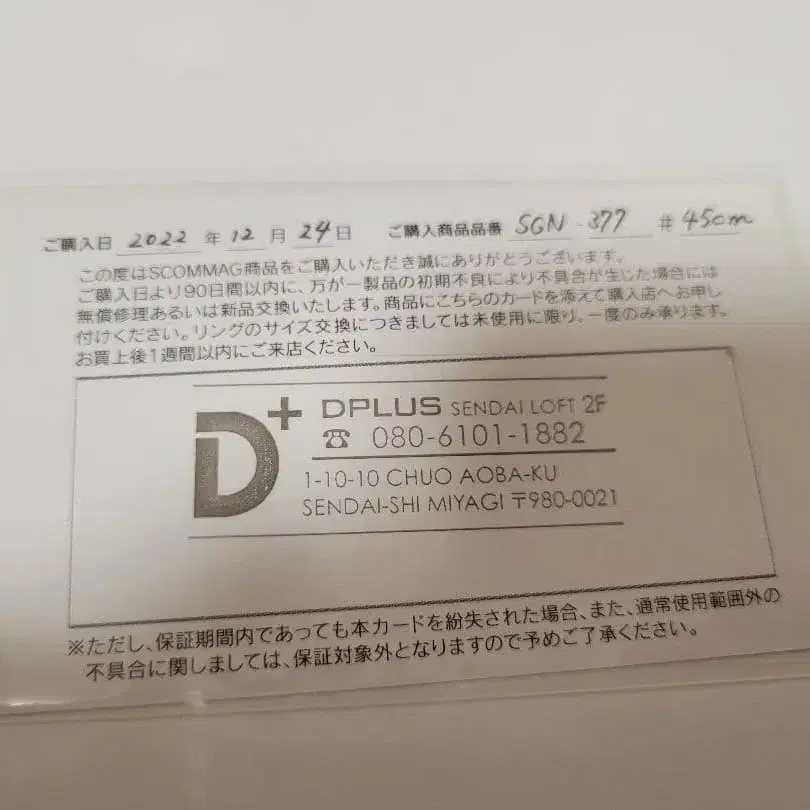 ご購入日 2022 年 12 月 24 日 ご購入商品品番 SGN - 377 # 45cm
この度はSCOMMAG商品をご購入いただき誠にありがとうございます。
ご購入日より90日間以内に、万が一製品の初期不良により不具合が生じた場合には
無償修理あるいは新品交換いたします。商品にこちらのカードを添えて購入店へお申し
付けください。リングのサイズ交換につきましては未使用に限り、一度のみ承ります。
お買上後1週間以内にご来店ください。
D+ DPLUS SENDAI LOFT 2F
☎ 080-6101-1882
1-10-10 CHUO AOBA-KU
SENDAI-SHI MIYAGI 〒980-0021
※ただし、保証期間内であっても本カードを紛失された場合、また、通常使用範囲外の
不具合に関しましては、保証対象外となりますので予めご了承ください。